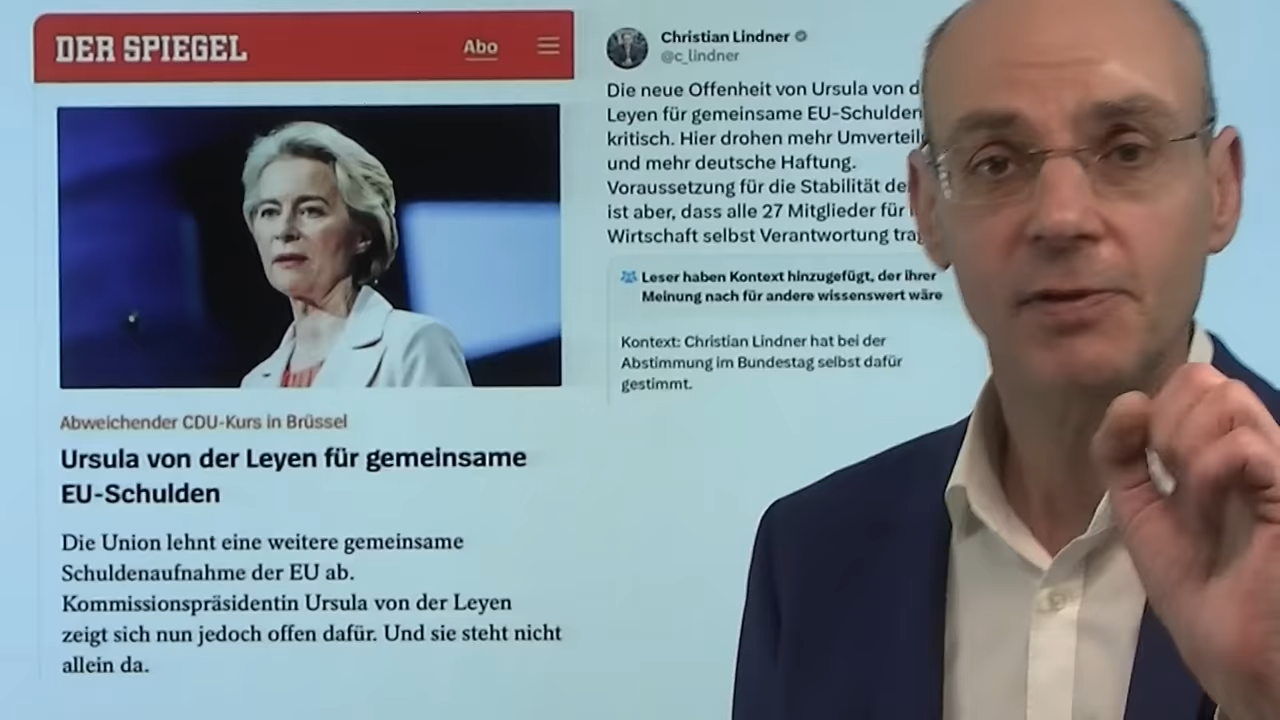 DER SPIEGEL
Abo
Abweichender CDU-Kurs in Brüssel
Ursula von der Leyen für gemeinsame
EU-Schulden
Die Union lehnt eine weitere gemeinsame
Schuldenaufnahme der EU ab.
Kommissionspräsidentin Ursula von der Leyen
zeigt sich nun jedoch offen dafür. Und sie steht nicht
allein da.
Christian Lindner
@c_lindner
Die neue Offenheit von Ursula von
Leyen für gemeinsame EU-Schulden
kritisch. Hier drohen mehr
und mehr deutsche Haftung.
Voraussetzung für die Stabilität
ist aber, dass alle 27 Mitglieder für
Wirtschaft selbst Verantwortung
Leser haben Kontext hinzugefügt, der ihrer
Meinung nach für andere wissenswert wäre
Kontext: Christian Lindner hat bei der
Abstimmung im Bundestag selbst dafür
gestimmt.